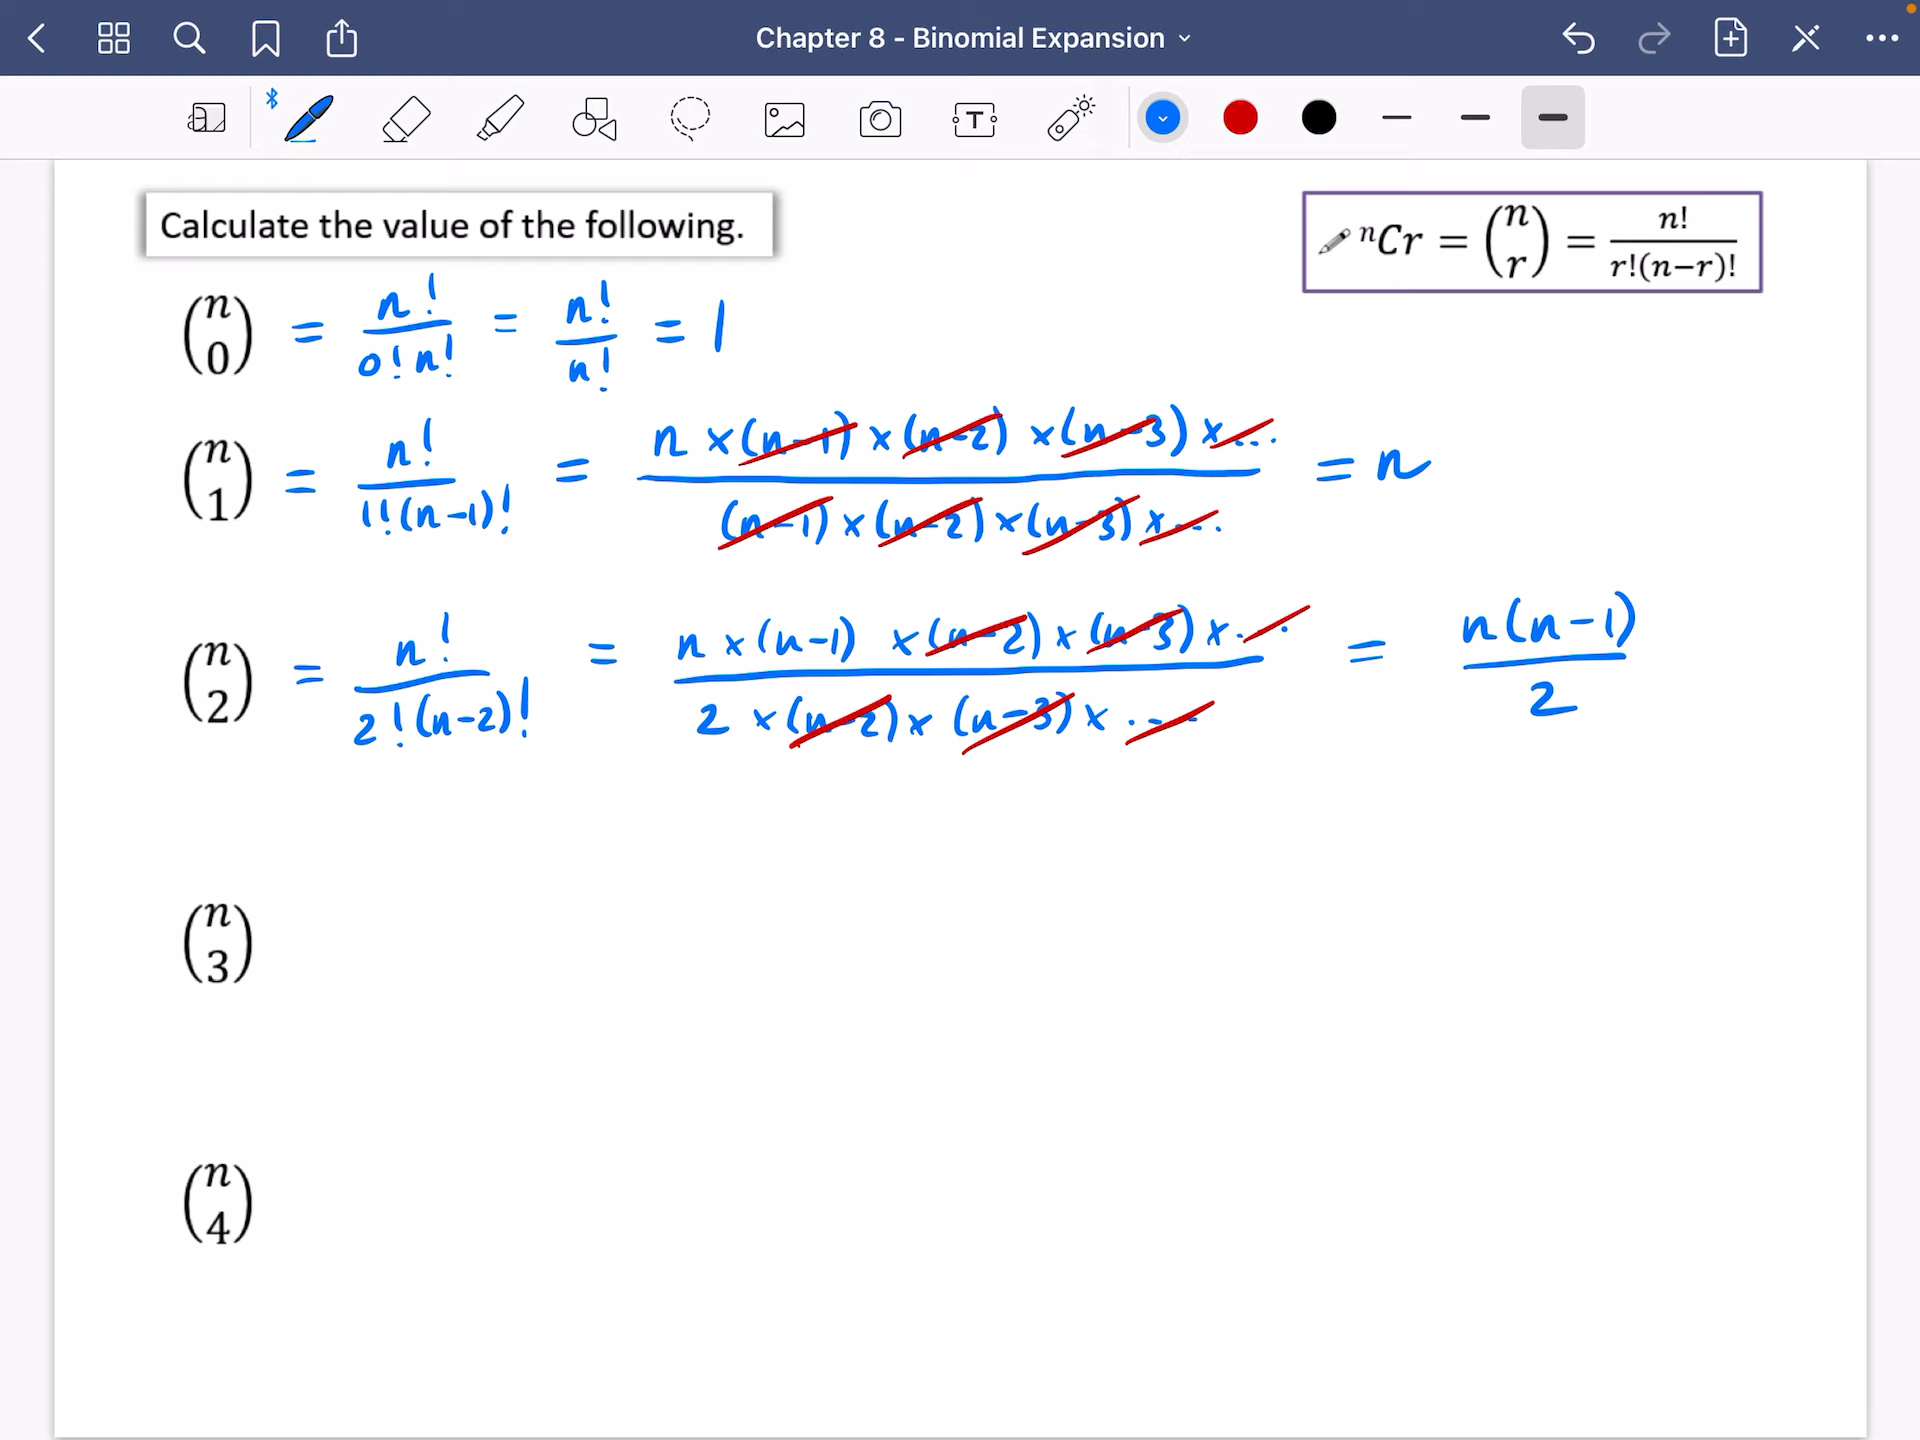 Chapter 8 - Binomial Expansion
Calculate the value of the following.
ⁿCr = (n r) = n! / r!(n−r)!
(n 0) = n! / 0! n! = n! / n! = 1
(n 1) = n! / 1!(n-1)! = n × (n-1) × (n-2) × (n-3) × ... / (n-1) × (n-2) × (n-3) × ... = n
(n 2) = n! / 2!(n-2)! = n × (n-1) × (n-2) × (n-3) × ... / 2 × (n-2) × (n-3) × .... = n(n-1) / 2
(n 3)
(n 4)